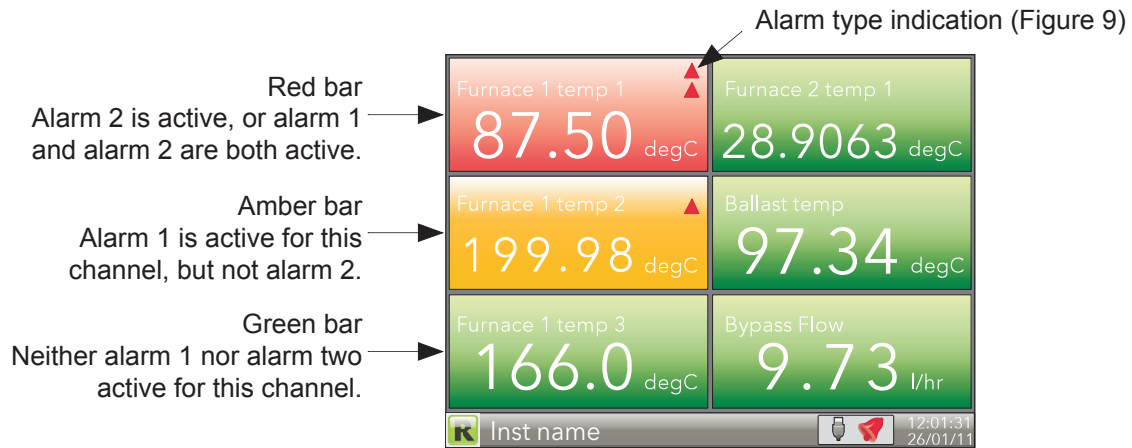 Alarm type indication (Figure 9)
Red bar
Alarm 2 is active, or alarm 1
and alarm 2 are both active.
Amber bar
Alarm 1 is active for this
channel, but not alarm 2.
Green bar
Neither alarm 1 nor alarm two
active for this channel.
Furnace 1 temp 1
87.50 degC
Furnace 2 temp 1
28.9063 degC
Furnace 1 temp 2
199.98 degC
Ballast temp
97.34 degC
Furnace 1 temp 3
166.0 degC
Bypass Flow
9.73 l/hr
R Inst name
12:01:31
26/01/11